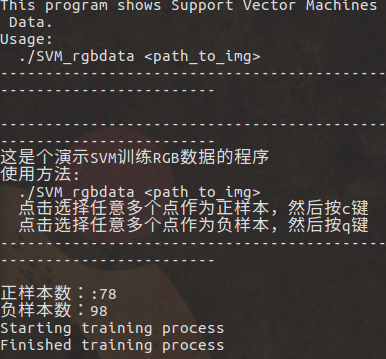 This program shows Support Vector Machines
 Data.
Usage:
  ./SVM_rgbdata <path_to_img>
---------------------------------------------
-------------------------
---------------------------------------------
-------------------------
这是个演示SVM训练RGB数据的程序
使用方法:
  ./SVM_rgbdata <path_to_img>
  点击选择任意多个点作为正样本，然后按c键
  点击选择任意多个点作为负样本，然后按q键
---------------------------------------------
-------------------------
正样本数：:78
负样本数：98
Starting training process
Finished training process